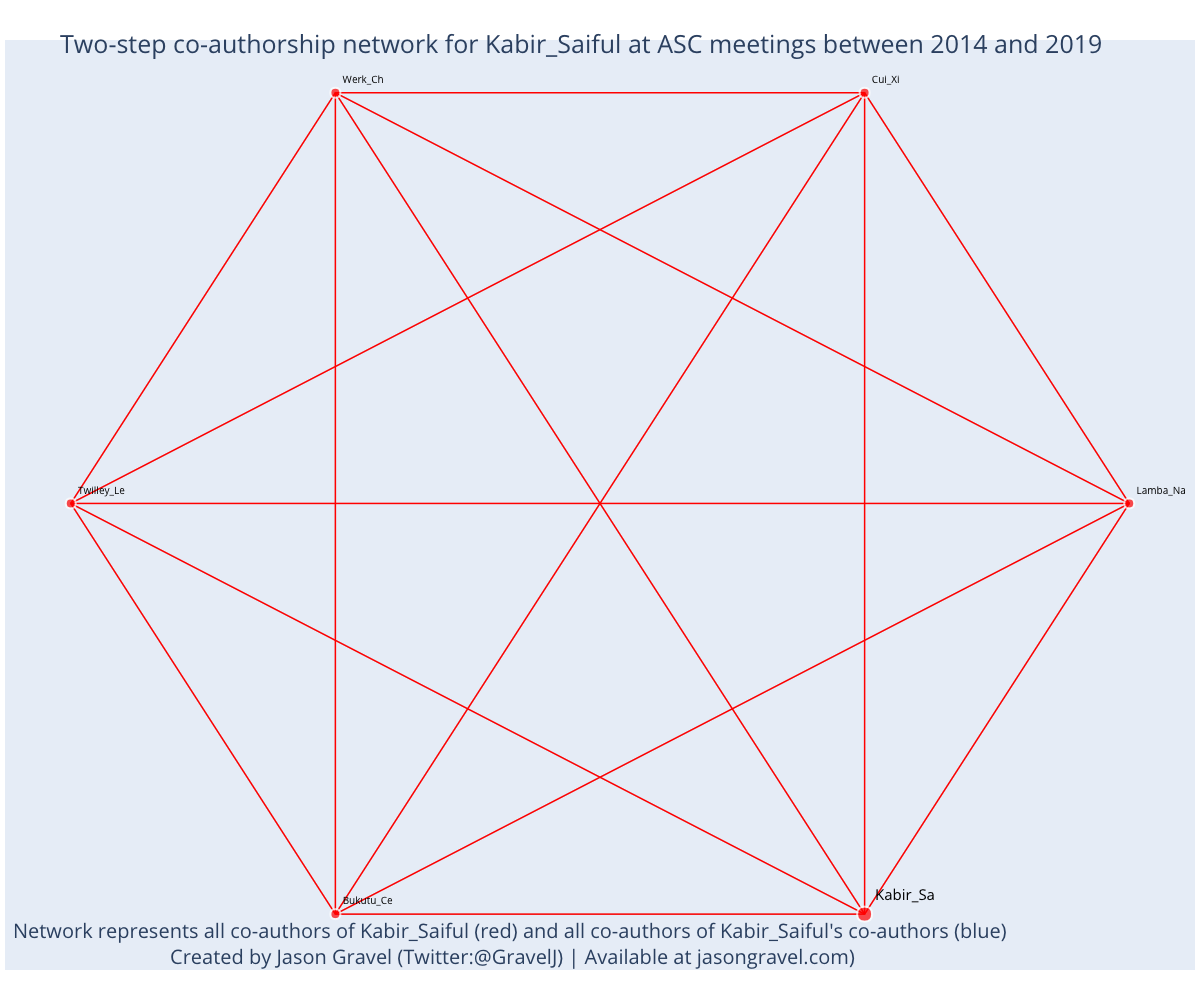 Two-step co-authorship network for Kabir_Saiful at ASC meetings between 2014 and 2019
Werk_Ch
Cui_Xi
Twilley_Le
Lamba_Na
Bukutu_Ce
Kabir_Sa
Network represents all co-authors of Kabir_Saiful (red) and all co-authors of Kabir_Saiful's co-authors (blue)
Created by Jason Gravel (Twitter:@GravelJ) | Available at jasongravel.com)